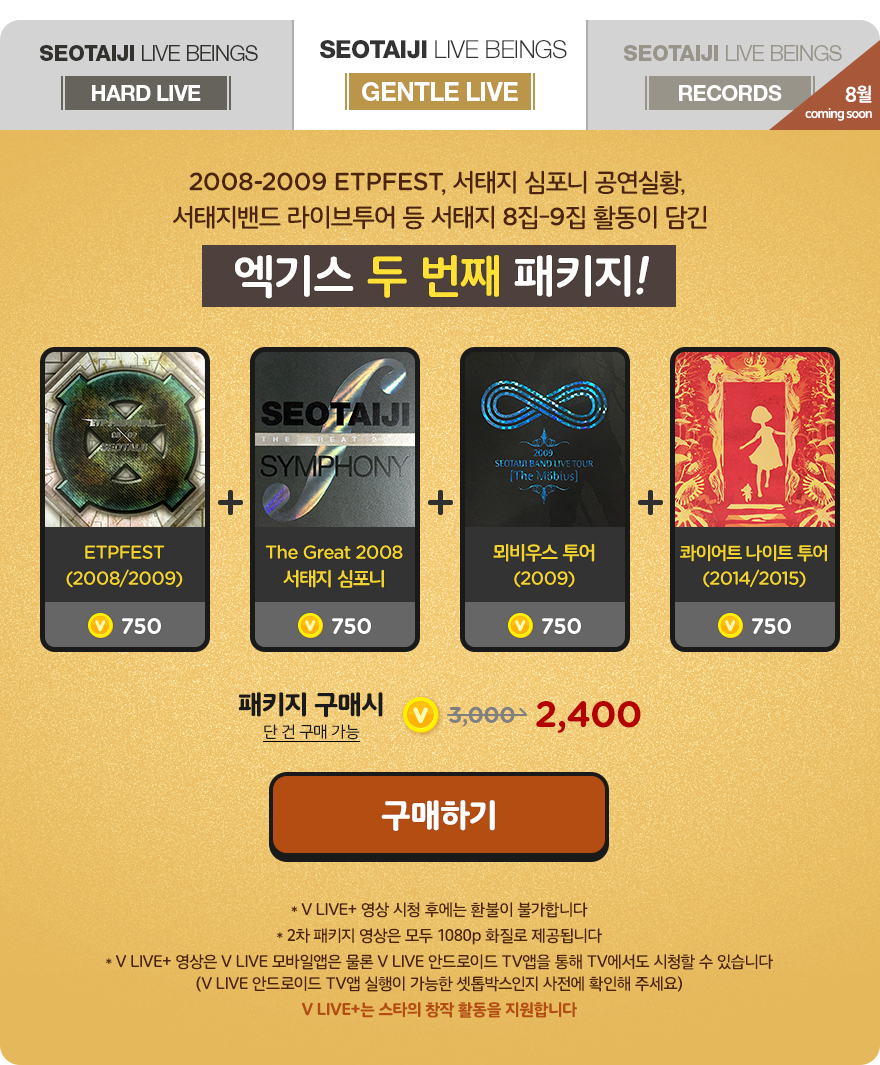 SEOTAIJI LIVE BEINGS
HARD LIVE
SEOTAIJI LIVE BEINGS
GENTLE LIVE
SEOTAIJI LIVE BEINGS
RECORDS
8월
coming soon
2008-2009 ETPFEST, 서태지 심포니 공연실황,
서태지밴드 라이브투어 등 서태지 8집-9집 활동이 담긴
엑기스 두 번째 패키지!
SEOTAIJI
SEOTAIJI
THE GREAT 2008
SYMPHONY
2009
SEOTAIJI BAND LIVE TOUR
[The Möbius]
+
+
+
ETPFEST
(2008/2009)
V 750
The Great 2008
서태지 심포니
V 750
뫼비우스 투어
(2009)
V 750
콰이어트 나이트 투어
(2014/2015)
V 750
패키지 구매시
단 건 구매 가능
V 3,000 2,400
구매하기
* V LIVE+ 영상 시청 후에는 환불이 불가합니다
* 2차 패키지 영상은 모두 1080p 화질로 제공됩니다
* V LIVE+ 영상은 V LIVE 모바일앱은 물론 V LIVE 안드로이드 TV앱을 통해 TV에서도 시청할 수 있습니다
(V LIVE 안드로이드 TV앱 실행이 가능한 셋톱박스인지 사전에 확인해 주세요)
V LIVE+는 스타의 창작 활동을 지원합니다